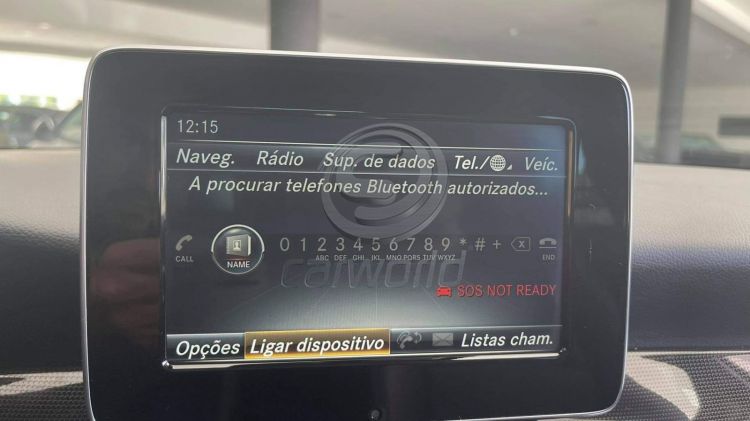 12:15
Naveg. Rádio Sup. de dados Tel./ Veíc.
A procurar telefones Bluetooth autorizados...
0 1 2 3 4 5 6 7 8 9 * # +
ABC DEF GHI... JKL MNO PQRS TUV WXYZ
CALL
NAME
END
carworld
SOS NOT READY
Opções Ligar dispositivo Listas cham.